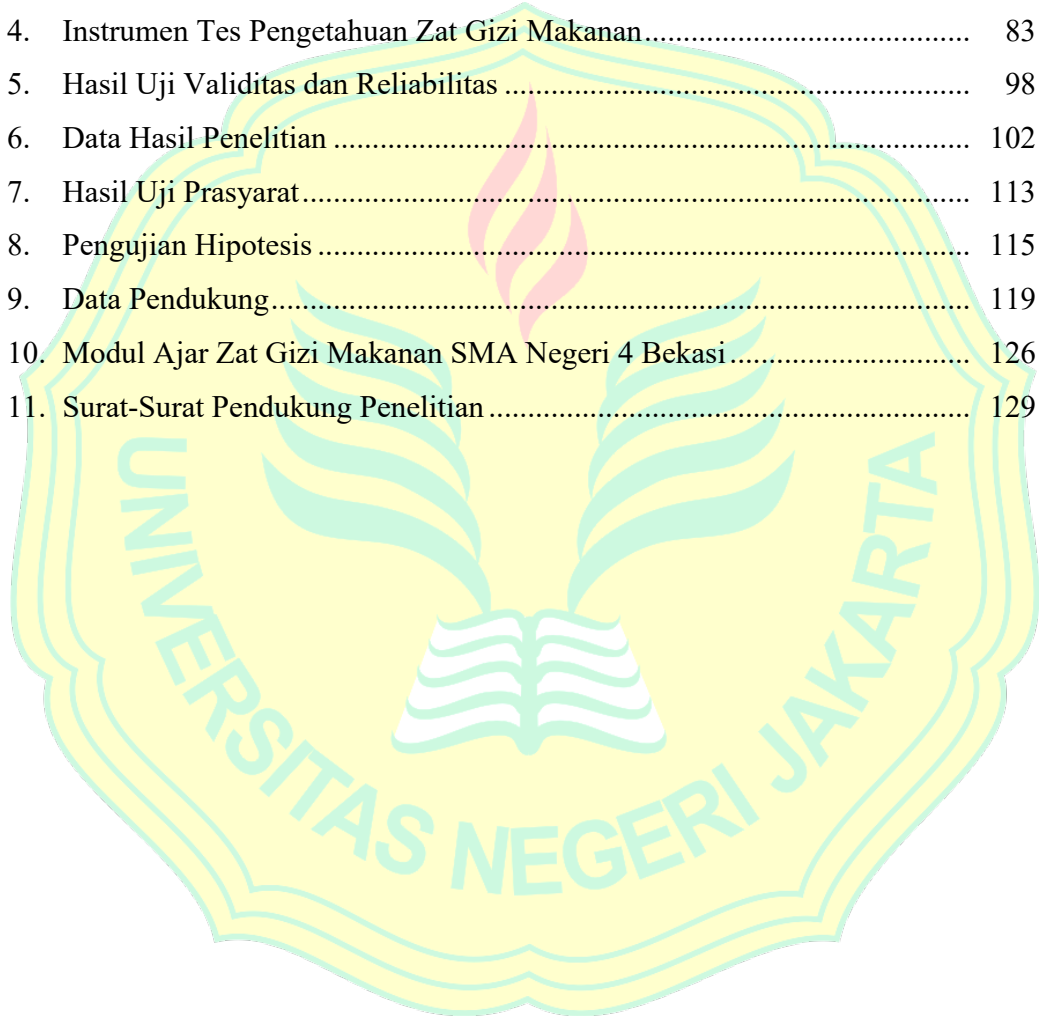 4. Instrumen Tes Pengetahuan Zat Gizi Makanan.......................................... 83
5. Hasil Uji Validitas dan Reliabilitas ............................................................ 98
6. Data Hasil Penelitian .................................................................................. 102
7. Hasil Uji Prasyarat...................................................................................... 113
8. Pengujian Hipotesis .................................................................................... 115
9. Data Pendukung.......................................................................................... 119
10. Modul Ajar Zat Gizi Makanan SMA Negeri 4 Bekasi............................... 126
11. Surat-Surat Pendukung Penelitian .............................................................. 129
UNIVERSITAS NEGERI JAKARTA